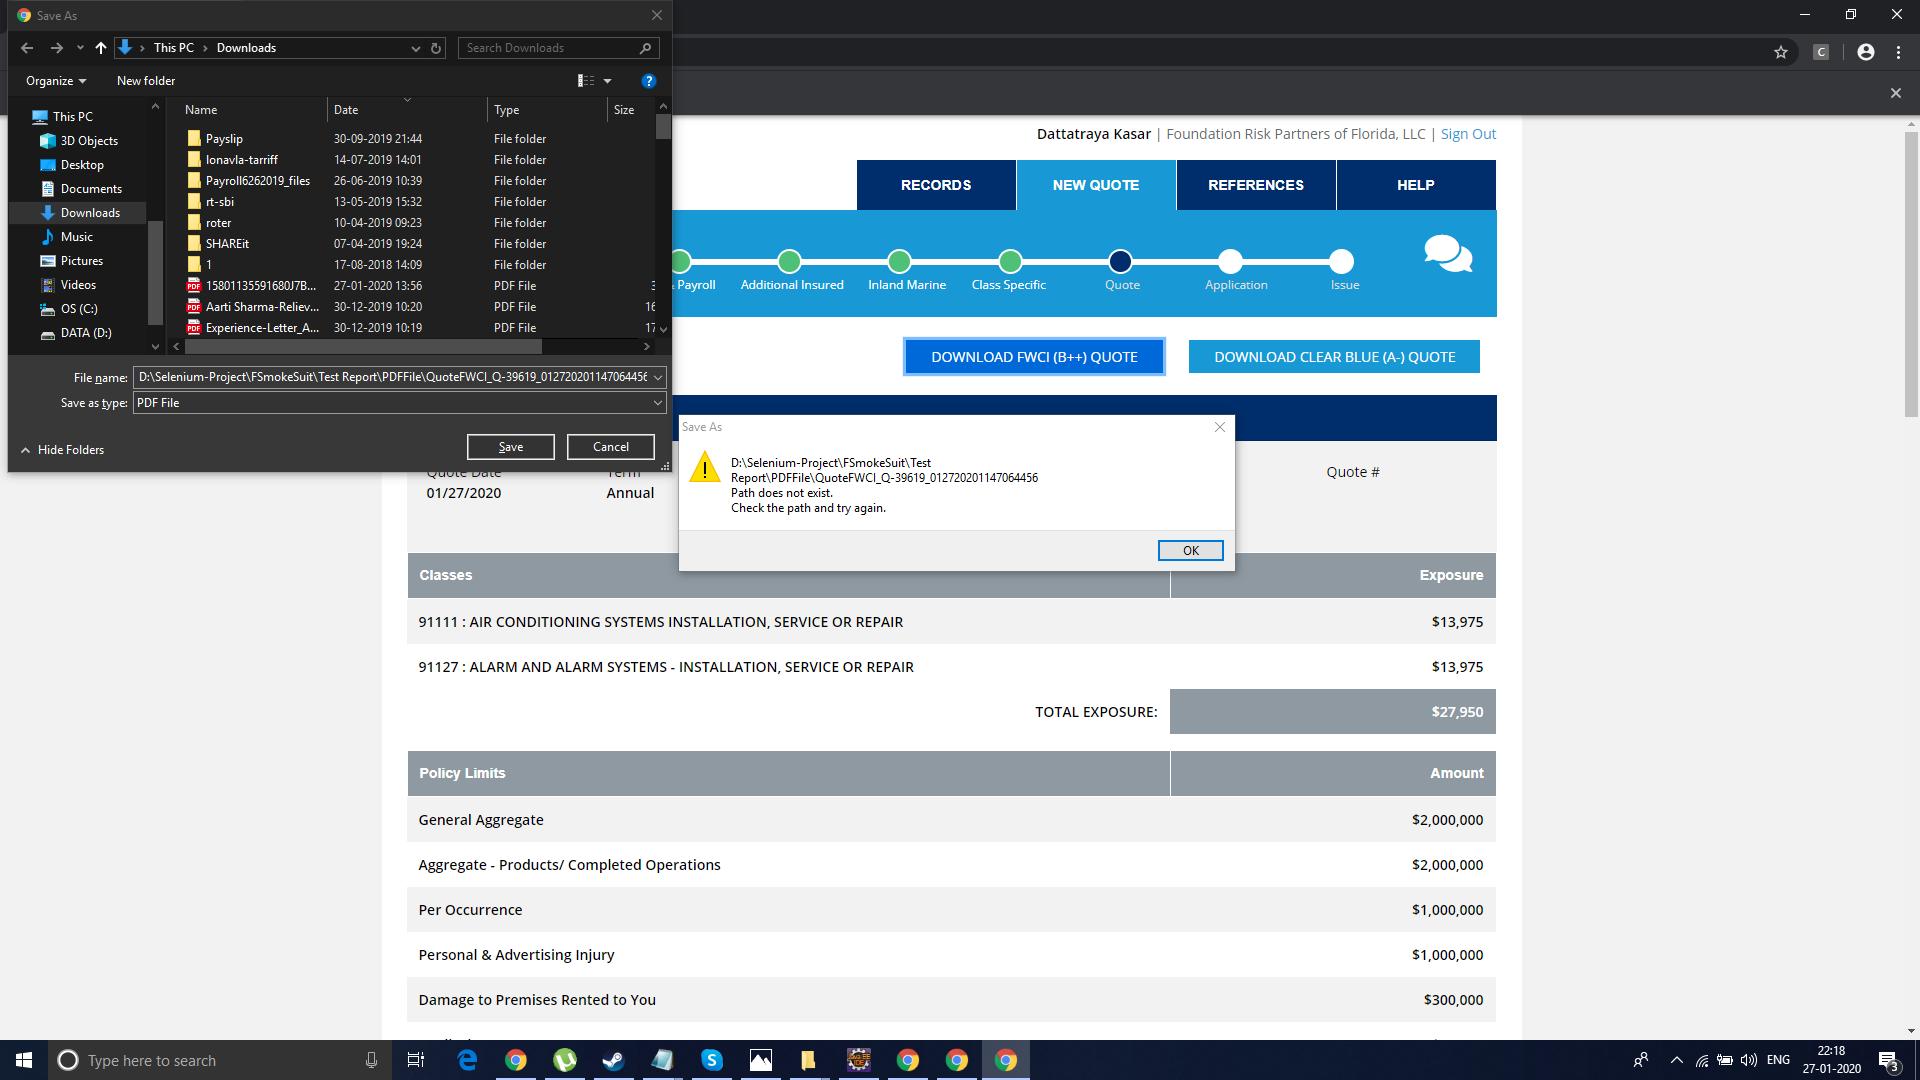 Save As
This PC > Downloads
Search Downloads
Organize
New folder
Name
Date
Type
Size
This PC
3D Objects
Desktop
Documents
Downloads
Music
Pictures
Videos
OS (C:)
DATA (D:)
Payslip 30-09-2019 21:44 File folder
lonavla-tarriff 14-07-2019 14:01 File folder
Payroll6262019_files 26-06-2019 10:39 File folder
rt-sbi 13-05-2019 15:32 File folder
roter 10-04-2019 09:23 File folder
SHAREit 07-04-2019 19:24 File folder
1 17-08-2018 14:09 File folder
15801135591680J7B... 27-01-2020 13:56 PDF File 3
Aarti Sharma-Reliev... 30-12-2019 10:20 PDF File 16
Experience-Letter_A... 30-12-2019 10:19 PDF File 17
File name: D:\Selenium-Project\FSmokeSuit\Test Report\PDFFile\QuoteFWCI_Q-39619_012720201147064456
Save as type: PDF File
Hide Folders
Save
Cancel
C
Dattatraya Kasar | Foundation Risk Partners of Florida, LLC | Sign Out
RECORDS
NEW QUOTE
REFERENCES
HELP
Payroll
Additional Insured
Inland Marine
Class Specific
Quote
Application
Issue
DOWNLOAD FWCI (B++) QUOTE
DOWNLOAD CLEAR BLUE (A-) QUOTE
Save As
D:\Selenium-Project\FSmokeSuit\Test
Report\PDFFile\QuoteFWCI_Q-39619_012720201147064456
Path does not exist.
Check the path and try again.
OK
Quote Date
Term
Quote #
01/27/2020
Annual
Classes
Exposure
91111 : AIR CONDITIONING SYSTEMS INSTALLATION, SERVICE OR REPAIR
$13,975
91127 : ALARM AND ALARM SYSTEMS - INSTALLATION, SERVICE OR REPAIR
$13,975
TOTAL EXPOSURE:
$27,950
Policy Limits
Amount
General Aggregate
$2,000,000
Aggregate - Products/ Completed Operations
$2,000,000
Per Occurrence
$1,000,000
Personal & Advertising Injury
$1,000,000
Damage to Premises Rented to You
$300,000
Type here to search
ENG
22:18
27-01-2020
3